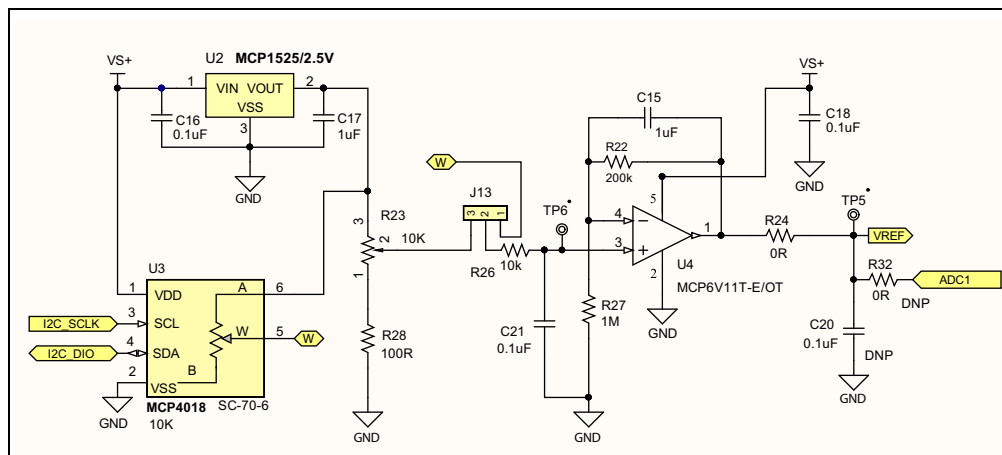 VS+
U2 MCP1525/2.5V
1
VIN VOUT
2
VSS
3
C16
0.1uF
C17
1uF
GND
W
J13
3 2 1
3
R23
2
10K
1
R26
10k
TP6
C15
1uF
R22
200k
VS+
C18
0.1uF
GND
5
4
3
1
2
U4
MCP6V11T-E/OT
GND
R24
0R
TP5
VREF
R32
0R
DNP
ADC1
C20
0.1uF
DNP
GND
U3
1
VDD
A
6
I2C_SCLK
3
SCL
W
5
W
I2C_DIO
4
SDA
2
VSS
B
GND
MCP4018
SC-70-6
10K
R28
100R
GND
C21
0.1uF
R27
1M
GND